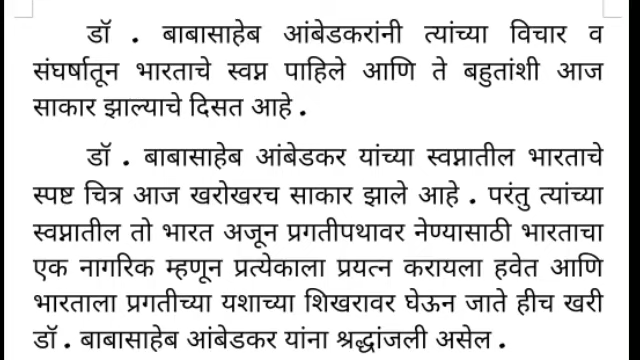 डॉ . बाबासाहेब आंबेडकरांनी त्यांच्या विचार व
संघर्षातून भारताचे स्वप्न पाहिले आणि ते बहुतांशी आज
साकार झाल्याचे दिसत आहे .
डॉ . बाबासाहेब आंबेडकर यांच्या स्वप्नातील भारताचे
स्पष्ट चित्र आज खरोखरच साकार झाले आहे . परंतु त्यांच्या
स्वप्नातील तो भारत अजून प्रगतीपथावर नेण्यासाठी भारताचा
एक नागरिक म्हणून प्रत्येकाला प्रयत्न करायला हवेत आणि
भारताला प्रगतीच्या यशाच्या शिखरावर घेऊन जाते हीच खरी
डॉ . बाबासाहेब आंबेडकर यांना श्रद्धांजली असेल .